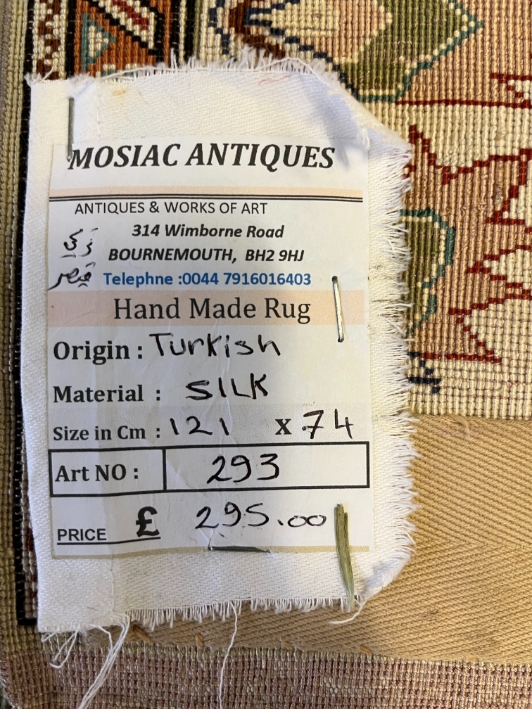 MOSIAC ANTIQUES
ANTIQUES & WORKS OF ART
314 Wimborne Road
BOURNEMOUTH, BH2 9HJ
Telephne :0044 7916016403
Hand Made Rug
Origin : Turkish
Material : SILK
Size in Cm : 121 X 74
Art NO : 293
PRICE £ 295.00